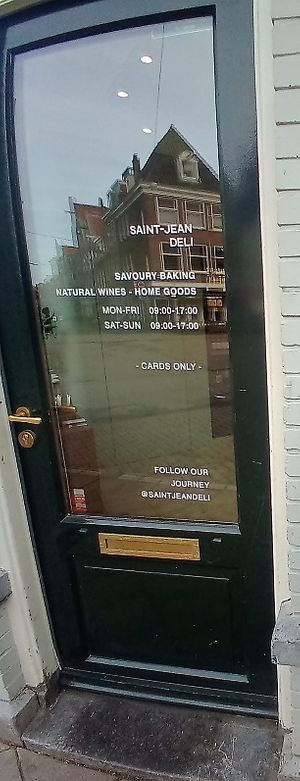 SAINT-JEAN
DELI
SAVOURY BAKING
NATURAL WINES - HOME GOODS
MON-FRI 09:00-17:00
SAT-SUN 09:00-17:00
- CARDS ONLY -
FOLLOW OUR
JOURNEY
@SAINTJEANDELI